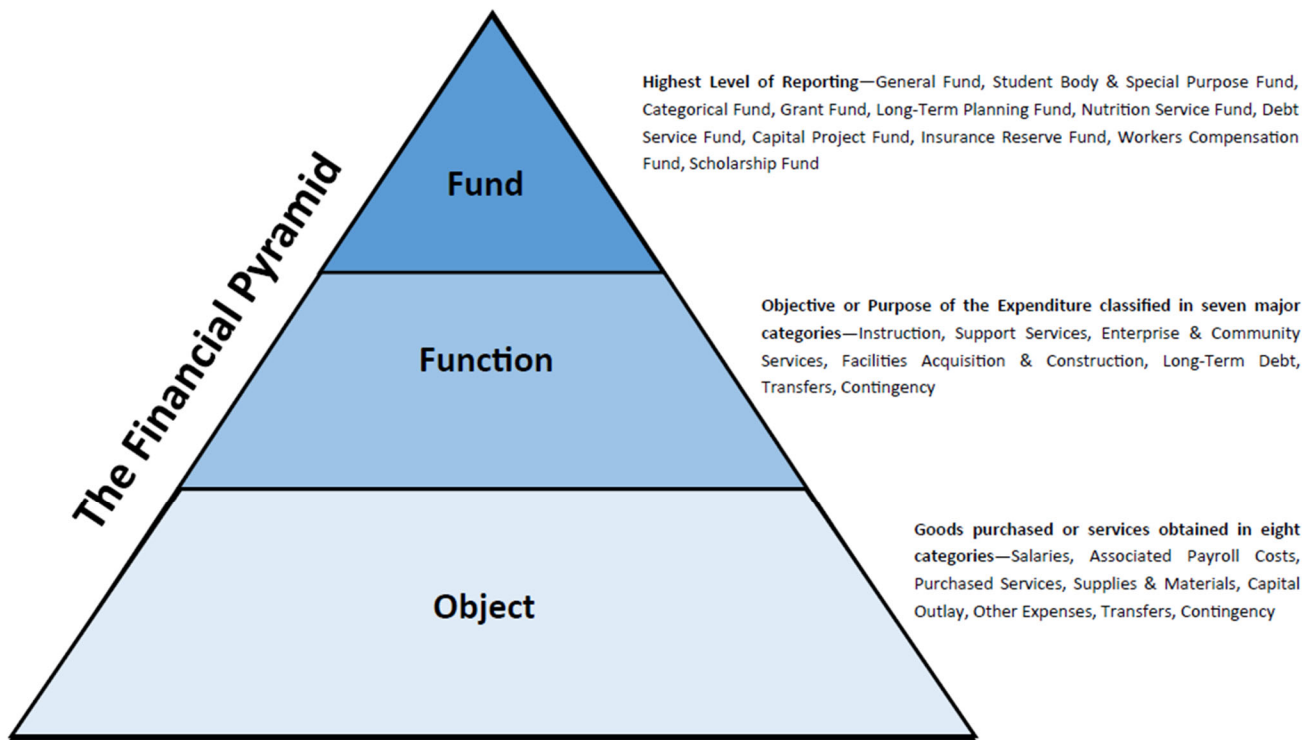 The Financial Pyramid
Fund
Highest Level of Reporting—General Fund, Student Body & Special Purpose Fund,
Categorical Fund, Grant Fund, Long-Term Planning Fund, Nutrition Service Fund, Debt
Service Fund, Capital Project Fund, Insurance Reserve Fund, Workers Compensation
Fund, Scholarship Fund
Function
Objective or Purpose of the Expenditure classified in seven major
categories—Instruction, Support Services, Enterprise & Community
Services, Facilities Acquisition & Construction, Long-Term Debt,
Transfers, Contingency
Object
Goods purchased or services obtained in eight
categories—Salaries, Associated Payroll Costs,
Purchased Services, Supplies & Materials, Capital
Outlay, Other Expenses, Transfers, Contingency